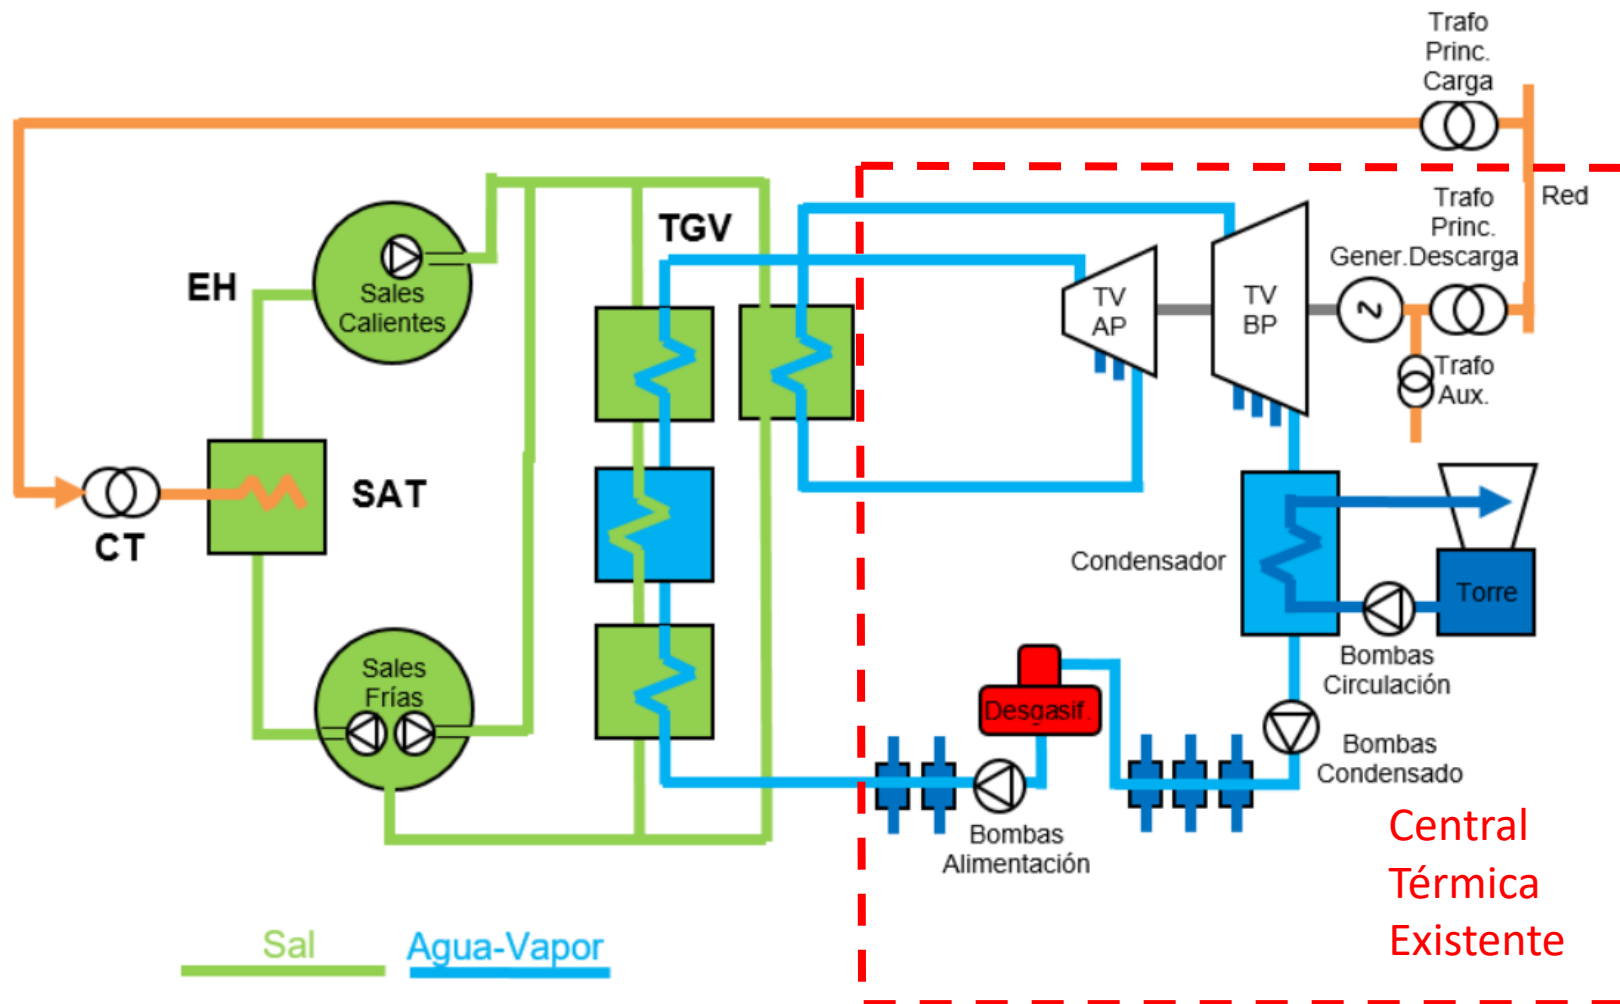 Trafo
Princ.
Carga
Red
Trafo
Princ.
Gener.Descarga
TGV
EH
Sales
Calientes
TV
AP
TV
BP
Trafo
Aux.
SAT
CT
Condensador
Torre
Bombas
Circulación
Sales
Frías
Desgasif.
Bombas
Condensado
Bombas
Alimentación
Central
Térmica
Existente
Sal
Agua-Vapor